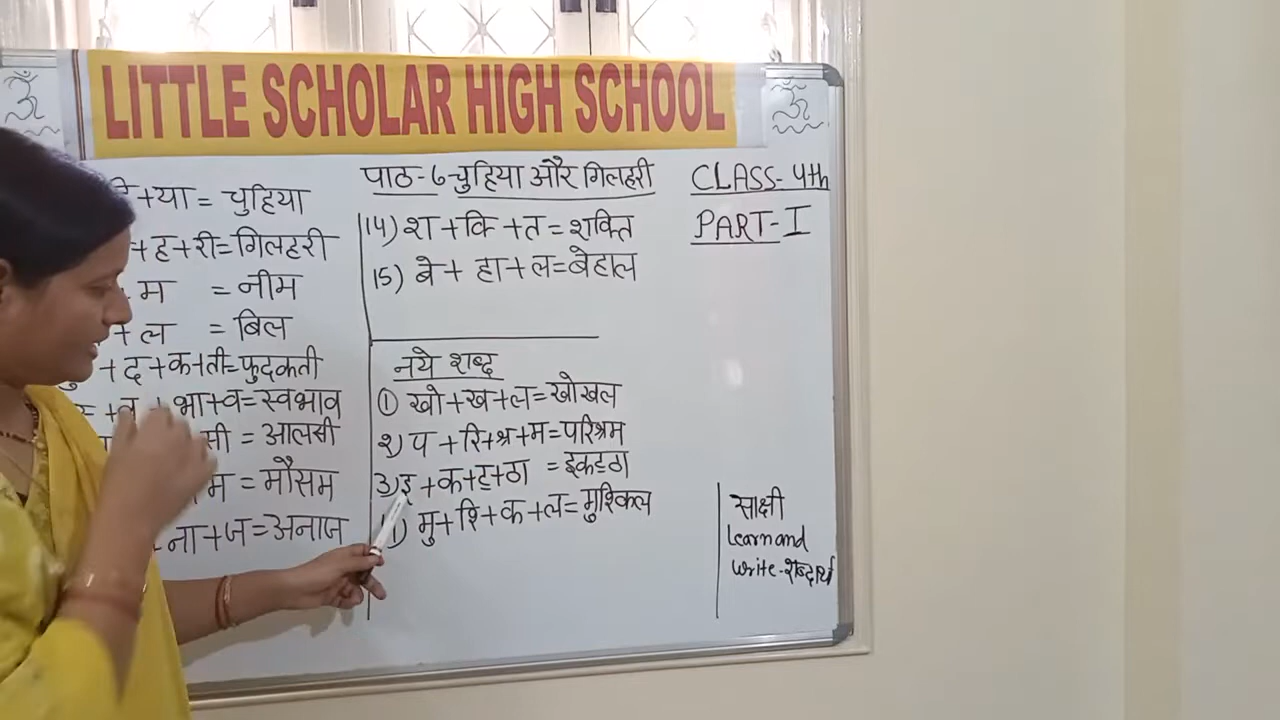 ॐ
LITTLE SCHOLAR HIGH SCHOOL
ॐ
पाठ-6-चुहिया और गिलहरी
CLASS-4th
PART-I
+या= चुहिया
+ह+री=गिलहरी
म = नीम
+ल = बिल
+द+क+ती=फुदकती
+भा+व=स्वभाव
सी = आलसी
म = मौसम
ना+ज=अनाज
14) श+कि+त=शक्ति
15) बे+ हा+ल=बेहाल
नये शब्द
① खो+ख+ल=खोखल
२) प+रि+श्र+म=परिश्रम
3) इ+क+ट्+ठा =इकट्ठा
मु+श्+कि+ल=मुश्किल
साक्षी
Learn and
write-शब्दार्थ